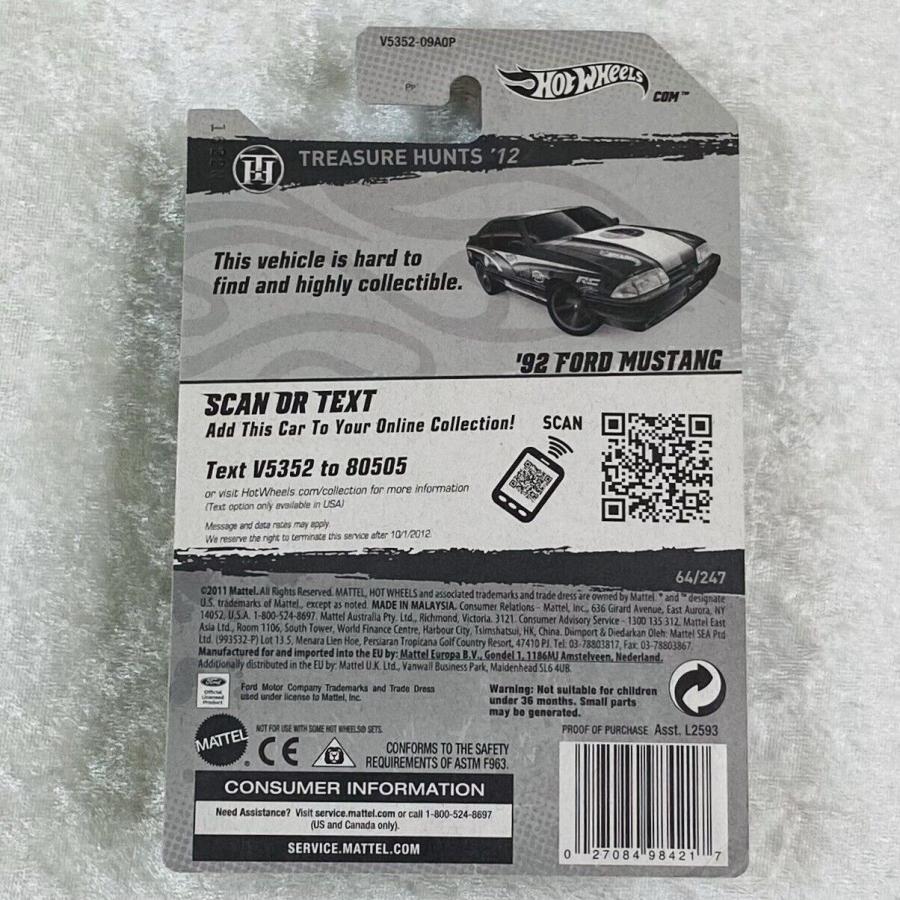 V5352-09A0P
PP
HOT WHEELS
COM™
TH TREASURE HUNTS '12
This vehicle is hard to
find and highly collectible.
RC
'92 FORD MUSTANG
SCAN OR TEXT
Add This Car To Your Online Collection!
SCAN
Text V5352 to 80505
or visit HotWheels.com/collection for more information
(Text option only available in USA)
Message and data rates may apply.
We reserve the right to terminate this service after 10/1/2012.
64/247
©2011 Mattel. All Rights Reserved. MATTEL, HOT WHEELS and associated trademarks and trade dress are owned by Mattel. ® and ™ designate
U.S. trademarks of Mattel, except as noted. MADE IN MALAYSIA. Consumer Relations - Mattel, Inc., 636 Girard Avenue, East Aurora, NY
14052, U.S.A. 1-800-524-8697. Mattel Australia Pty. Ltd., Richmond, Victoria. 3121. Consumer Advisory Service - 1300 135 312. Mattel East
Asia Ltd., Room 1106, South Tower, World Finance Centre, Harbour City, Tsimshatsui, HK, China. Diimport & Diedarkan Oleh: Mattel SEA Ptd
Ltd. (993532-P) Lot 13.5, Menara Lien Hoe, Persiaran Tropicana Golf Country Resort, 47410 PJ. Tel: 03-78803817, Fax: 03-78803867.
Manufactured for and imported into the EU by: Mattel Europa B.V., Gondel 1, 1186MJ Amstelveen, Nederland.
Additionally distributed in the EU by: Mattel U.K. Ltd., Vanwall Business Park, Maidenhead SL6 4UB.
Ford
Official
Licensed
Product
Ford Motor Company Trademarks and Trade Dress
used under license to Mattel, Inc.
Warning: Not suitable for children
under 36 months. Small parts
may be generated.
NOT FOR USE WITH SOME HOT WHEELS® SETS.
PROOF OF PURCHASE Asst. L2593
MATTEL
CE
CONFORMS TO THE SAFETY
REQUIREMENTS OF ASTM F963.
CONSUMER INFORMATION
Need Assistance? Visit service.mattel.com or call 1-800-524-8697
(US and Canada only).
SERVICE.MATTEL.COM
0 27084 98421 7